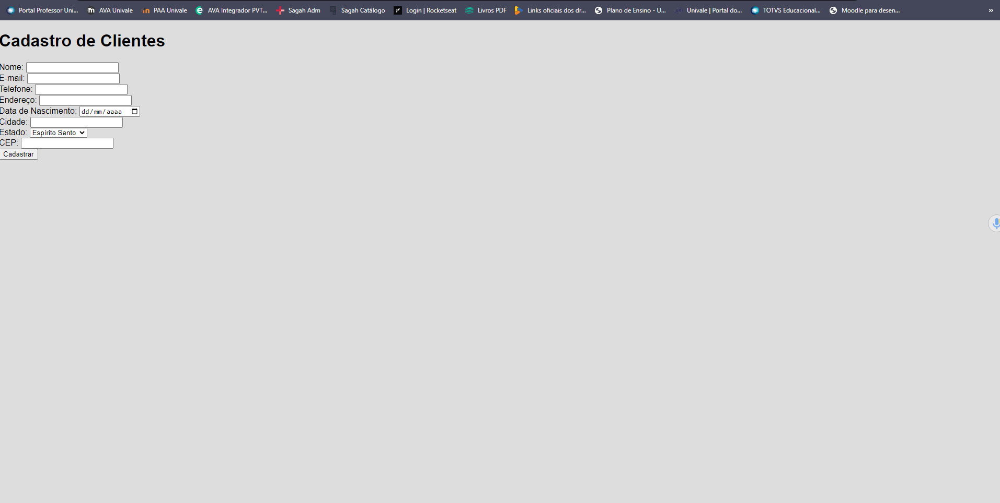 Portal Professor Uni... AVA Univale PAA Univale AVA Integrador PVT... Sagah Adm Sagah Catálogo Login | Rocketseat Livros PDF Links oficiais dos dr... Plano de Ensino - U... Univale | Portal do... TOTVS Educacional... Moodle para desen... »
Cadastro de Clientes
Nome:
E-mail:
Telefone:
Endereço:
Data de Nascimento: dd/mm/aaaa
Cidade:
Estado: Espírito Santo
CEP:
Cadastrar